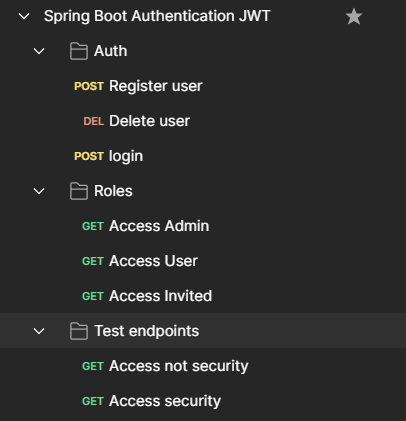 Spring Boot Authentication JWT
Auth
POST Register user
DEL Delete user
POST login
Roles
GET Access Admin
GET Access User
GET Access Invited
Test endpoints
GET Access not security
GET Access security